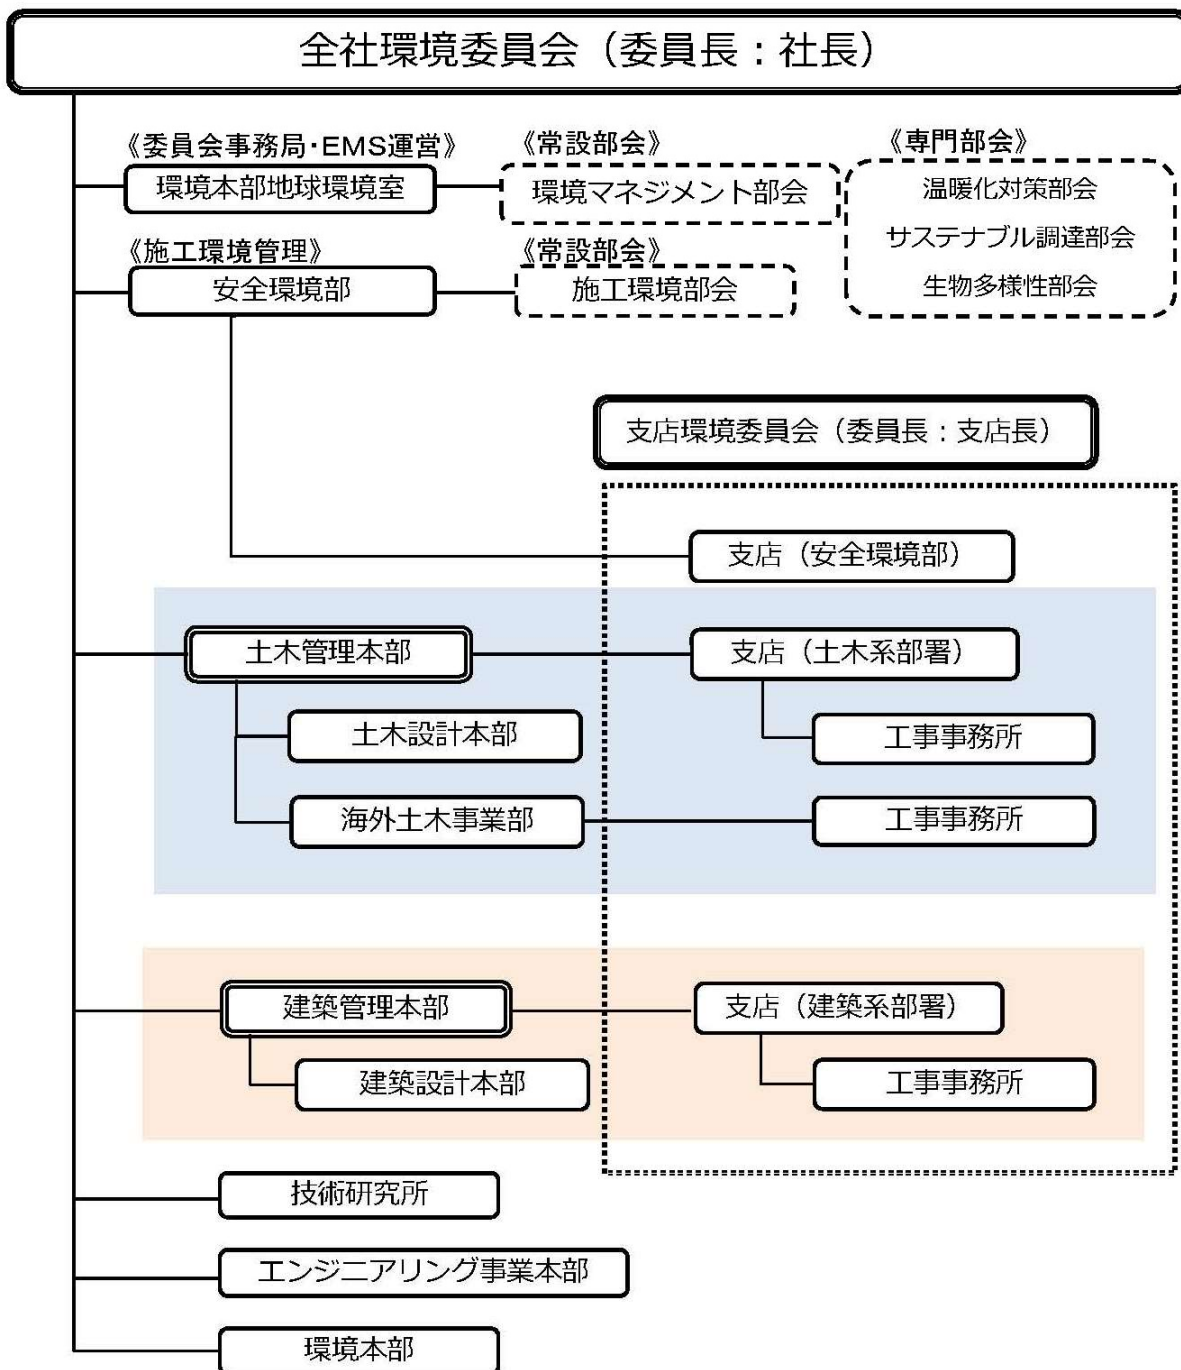 全社環境委員会（委員長：社長）
《委員会事務局・EMS運営》
《常設部会》
《専門部会》
環境本部地球環境室
環境マネジメント部会
温暖化対策部会
サステナブル調達部会
生物多様性部会
《施工環境管理》
《常設部会》
安全環境部
施工環境部会
支店環境委員会（委員長：支店長）
支店（安全環境部）
土木管理本部
支店（土木系部署）
土木設計本部
工事事務所
海外土木事業部
工事事務所
建築管理本部
支店（建築系部署）
建築設計本部
工事事務所
技術研究所
エンジニアリング事業本部
環境本部